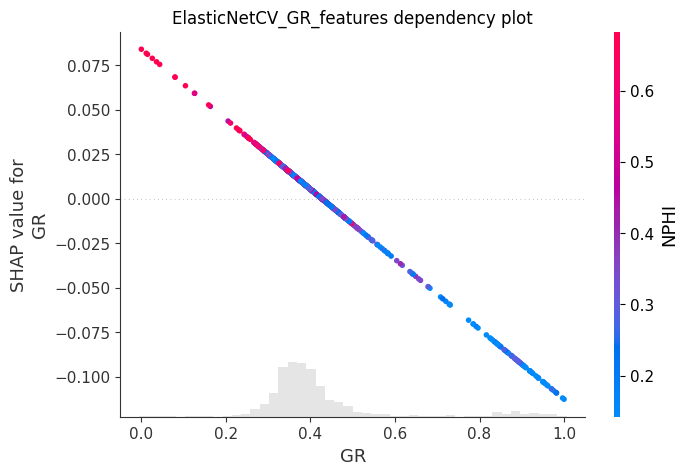 ElasticNetCV_GR_features dependency plot
0.075
0.050
0.025
0.000
−0.025
−0.050
−0.075
−0.100
SHAP value for
GR
0.0 0.2 0.4 0.6 0.8 1.0
GR
0.6
0.5
0.4
0.3
0.2
NPHI